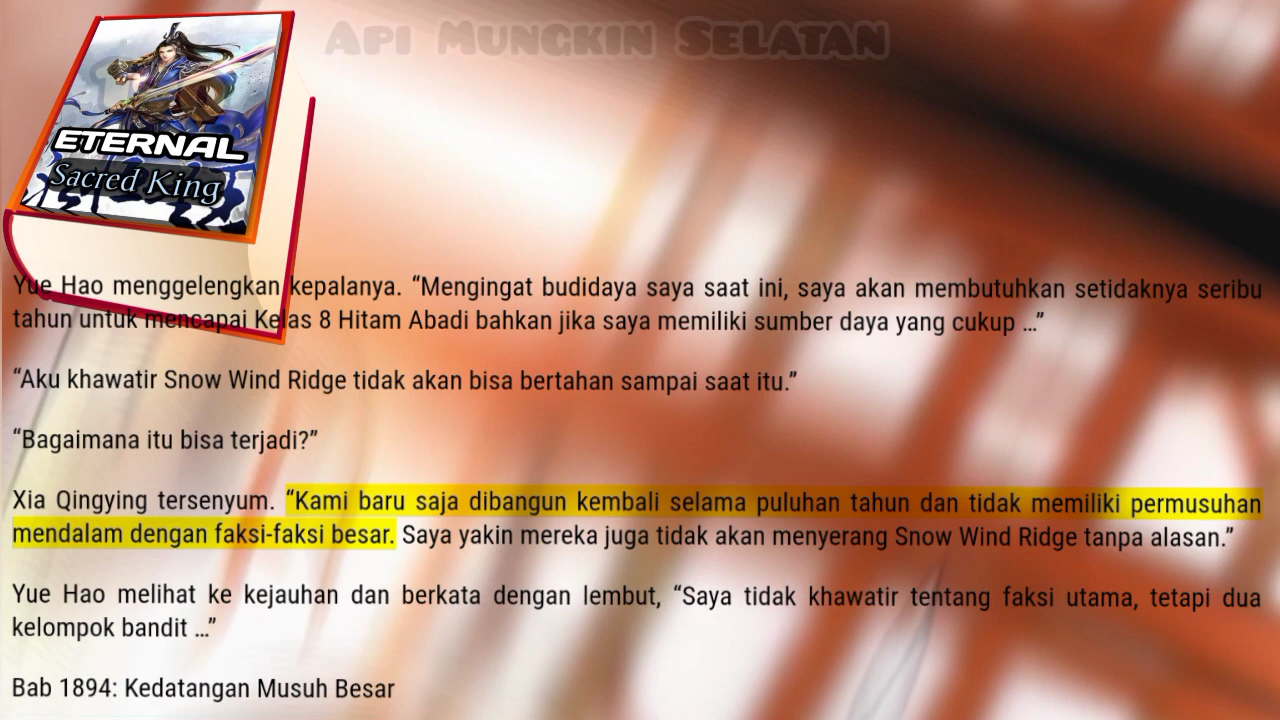 Api Mungkin Selatan
ETERNAL
Sacred King
Yue Hao menggelengkan kepalanya. “Mengingat budidaya saya saat ini, saya akan membutuhkan setidaknya seribu
tahun untuk mencapai Kelas 8 Hitam Abadi bahkan jika saya memiliki sumber daya yang cukup …”
“Aku khawatir Snow Wind Ridge tidak akan bisa bertahan sampai saat itu.”
“Bagaimana itu bisa terjadi?”
Xia Qingying tersenyum. “Kami baru saja dibangun kembali selama puluhan tahun dan tidak memiliki permusuhan
mendalam dengan faksi-faksi besar. Saya yakin mereka juga tidak akan menyerang Snow Wind Ridge tanpa alasan.”
Yue Hao melihat ke kejauhan dan berkata dengan lembut, “Saya tidak khawatir tentang faksi utama, tetapi dua
kelompok bandit …”
Bab 1894: Kedatangan Musuh Besar